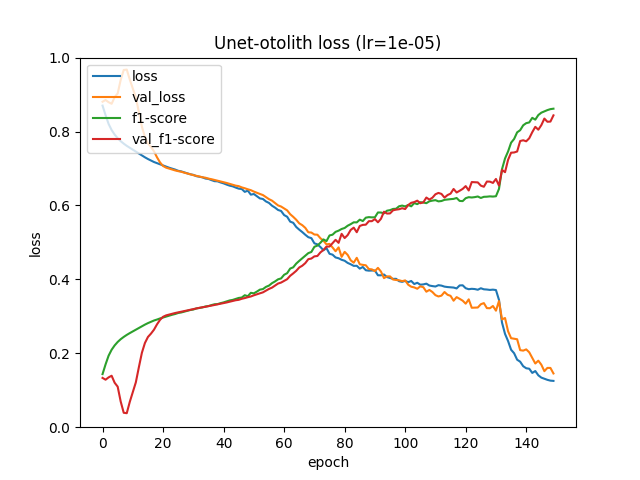 Unet-otolith loss (lr=1e-05)
loss
val_loss
f1-score
val_f1-score
1.0
0.8
0.6
0.4
0.2
0.0
loss
0 20 40 60 80 100 120 140
epoch